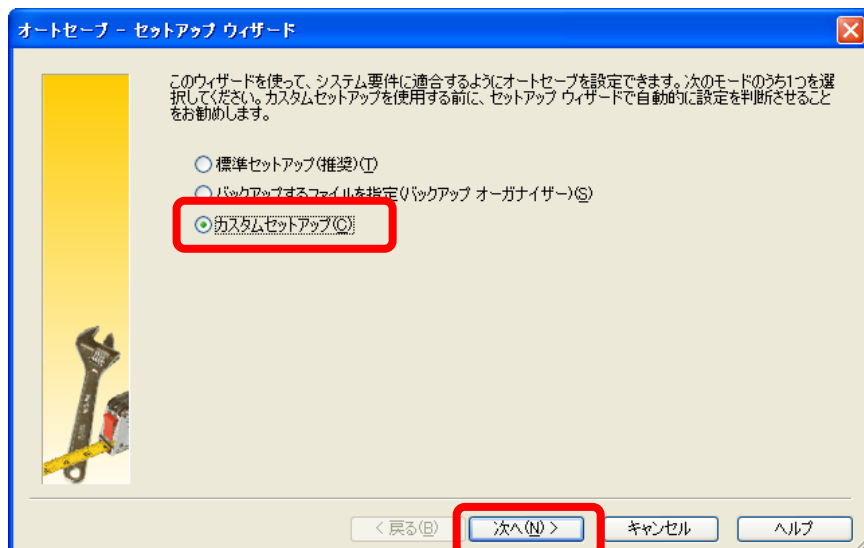 オートセーブ - セットアップ ウィザード
このウィザードを使って、システム要件に適合するようにオートセーブを設定できます。次のモードのうち1つを選
択してください。カスタムセットアップを使用する前に、セットアップ ウィザードで自動的に設定を判断させること
をお勧めします。
標準セットアップ(推奨)(T)
バックアップするファイルを指定(バックアップ オーガナイザー)(S)
カスタムセットアップ(C)
< 戻る(B)
次へ(N) >
キャンセル
ヘルプ